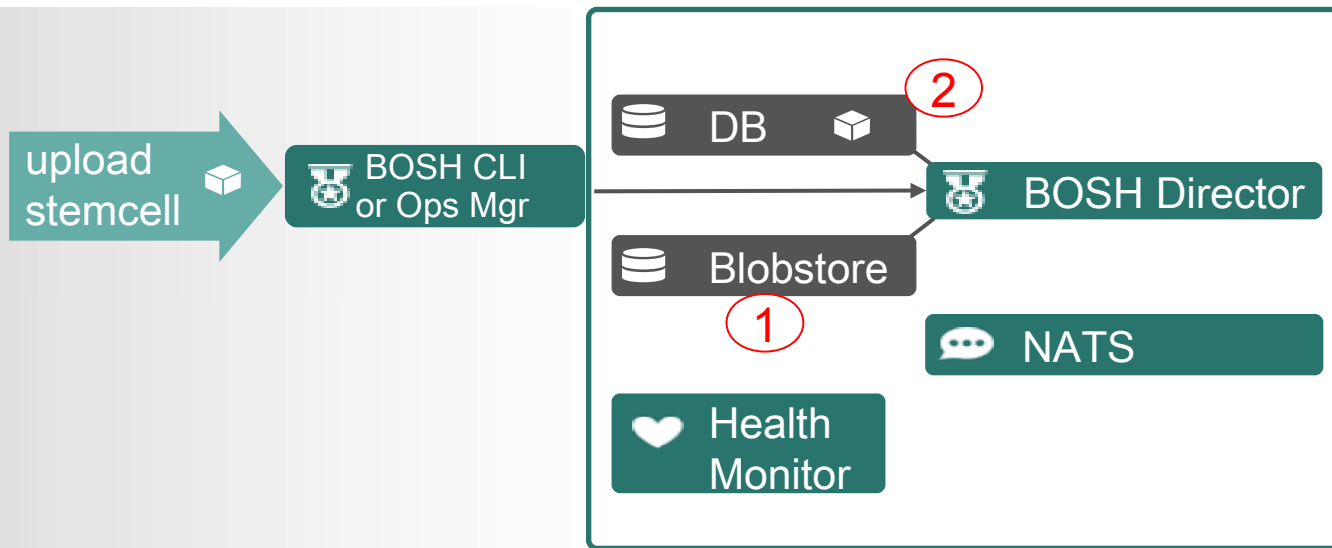 upload
stemcell
BOSH CLI
or Ops Mgr
DB
2
BOSH Director
Blobstore
1
NATS
Health
Monitor